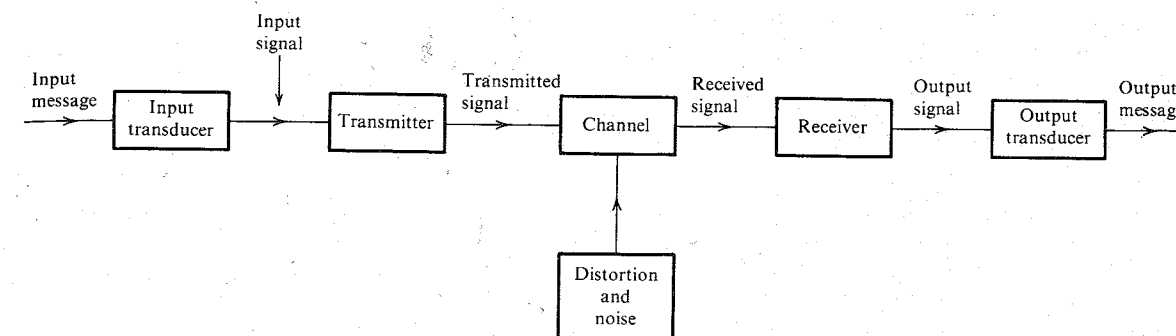 Input
signal
Input
message
Input
transducer
Transmitter
Transmitted
signal
Channel
Received
signal
Receiver
Output
signal
Output
transducer
Output
messag
Distortion
and
noise